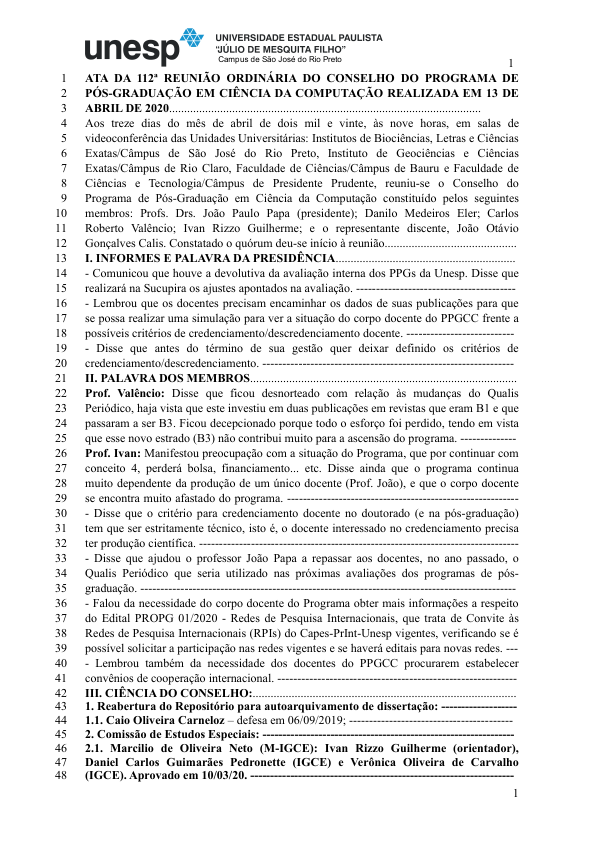 unesp
UNIVERSIDADE ESTADUAL PAULISTA
"JÚLIO DE MESQUITA FILHO"
Campus de São José do Rio Preto
1
1 ATA DA 112ª REUNIÃO ORDINÁRIA DO CONSELHO DO PROGRAMA DE
2 PÓS-GRADUAÇÃO EM CIÊNCIA DA COMPUTAÇÃO REALIZADA EM 13 DE
3 ABRIL DE 2020........................................................................................................
4 Aos treze dias do mês de abril de dois mil e vinte, às nove horas, em salas de
5 videoconferência das Unidades Universitárias: Institutos de Biociências, Letras e Ciências
6 Exatas/Câmpus de São José do Rio Preto, Instituto de Geociências e Ciências
7 Exatas/Câmpus de Rio Claro, Faculdade de Ciências/Câmpus de Bauru e Faculdade de
8 Ciências e Tecnologia/Câmpus de Presidente Prudente, reuniu-se o Conselho do
9 Programa de Pós-Graduação em Ciência da Computação constituído pelos seguintes
10 membros: Profs. Drs. João Paulo Papa (presidente); Danilo Medeiros Eler; Carlos
11 Roberto Valêncio; Ivan Rizzo Guilherme; e o representante discente, João Otávio
12 Gonçalves Calis. Constatado o quórum deu-se início à reunião............................................
13 I. INFORMES E PALAVRA DA PRESIDÊNCIA............................................................
14 - Comunicou que houve a devolutiva da avaliação interna dos PPGs da Unesp. Disse que
15 realizará na Sucupira os ajustes apontados na avaliação. --------------------------------------
16 - Lembrou que os docentes precisam encaminhar os dados de suas publicações para que
17 se possa realizar uma simulação para ver a situação do corpo docente do PPGCC frente a
18 possíveis critérios de credenciamento/descredenciamento docente. --------------------------
19 - Disse que antes do término de sua gestão quer deixar definido os critérios de
20 credenciamento/descredenciamento. ------------------------------------------------------------
21 II. PALAVRA DOS MEMBROS.........................................................................................
22 Prof. Valêncio: Disse que ficou desnorteado com relação às mudanças do Qualis
23 Periódico, haja vista que este investiu em duas publicações em revistas que eram B1 e que
24 passaram a ser B3. Ficou decepcionado porque todo o esforço foi perdido, tendo em vista
25 que esse novo estrado (B3) não contribui muito para a ascensão do programa. --------------
26 Prof. Ivan: Manifestou preocupação com a situação do Programa, que por continuar com
27 conceito 4, perderá bolsa, financiamento... etc. Disse ainda que o programa continua
28 muito dependente da produção de um único docente (Prof. João), e que o corpo docente
29 se encontra muito afastado do programa. -------------------------------------------------------
30 - Disse que o critério para credenciamento docente no doutorado (e na pós-graduação)
31 tem que ser estritamente técnico, isto é, o docente interessado no credenciamento precisa
32 ter produção científica. ----------------------------------------------------------------------------
33 - Disse que ajudou o professor João Papa a repassar aos docentes, no ano passado, o
34 Qualis Periódico que seria utilizado nas próximas avaliações dos programas de pós-
35 graduação. -----------------------------------------------------------------------------------------
36 - Falou da necessidade do corpo docente do Programa obter mais informações a respeito
37 do Edital PROPG 01/2020 - Redes de Pesquisa Internacionais, que trata de Convite às
38 Redes de Pesquisa Internacionais (RPIs) do Capes-PrInt-Unesp vigentes, verificando se é
39 possível solicitar a participação nas redes vigentes e se haverá editais para novas redes. ---
40 - Lembrou também da necessidade dos docentes do PPGCC procurarem estabelecer
41 convênios de cooperação internacional. ---------------------------------------------------------
42 III. CIÊNCIA DO CONSELHO:........................................................................................
43 1. Reabertura do Repositório para autoarquivamento de dissertação: -------------------
44 1.1. Caio Oliveira Carneloz – defesa em 06/09/2019; ---------------------------------------
45 2. Comissão de Estudos Especiais: ------------------------------------------------------------
46 2.1. Marcilio de Oliveira Neto (M-IGCE): Ivan Rizzo Guilherme (orientador),
47 Daniel Carlos Guimarães Pedronette (IGCE) e Verônica Oliveira de Carvalho
48 (IGCE). Aprovado em 10/03/20. ---------------------------------------------------------------
1